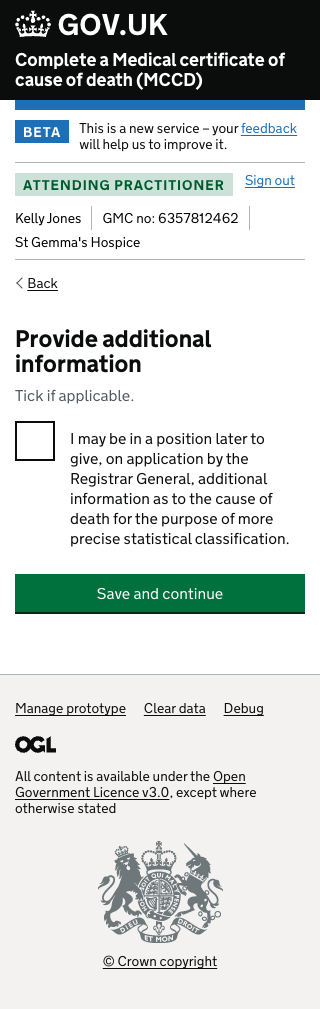 GOV.UK
Complete a Medical certificate of
cause of death (MCCD)
BETA
This is a new service – your feedback
will help us to improve it.
ATTENDING PRACTITIONER
Sign out
Kelly Jones
GMC no: 6357812462
St Gemma's Hospice
Back
Provide additional
information
Tick if applicable.
I may be in a position later to
give, on application by the
Registrar General, additional
information as to the cause of
death for the purpose of more
precise statistical classification.
Save and continue
Manage prototype
Clear data
Debug
OGL
All content is available under the Open
Government Licence v3.0, except where
otherwise stated
DIEU ET MON DROIT
© Crown copyright